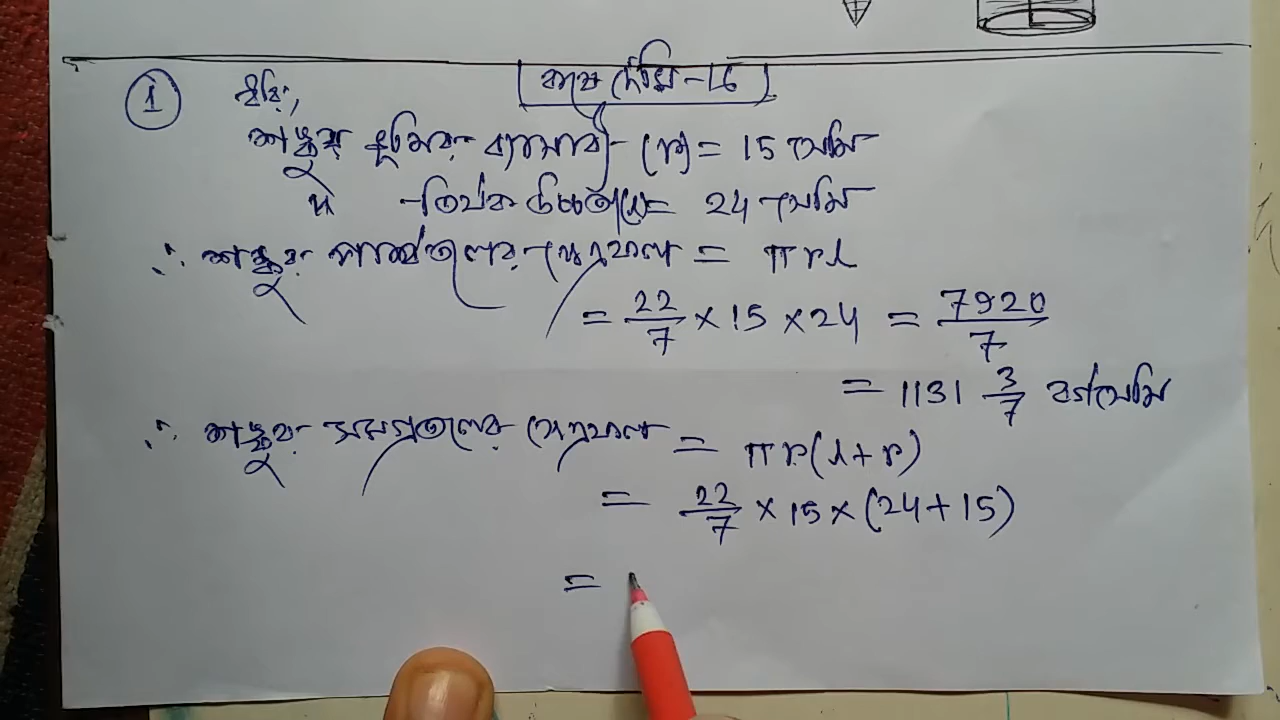 কষে দেখি - 16
1 ধরি,
শঙ্কুর ভূমির ব্যাসার্ধ (r) = 15 সেমি
" তির্যক উচ্চতা (l) = 24 সেমি
∴ শঙ্কুর পার্শ্বতলের ক্ষেত্রফল = πrl
= 22/7 × 15 × 24 = 7920/7
= 1131 3/7 বর্গসেমি
∴ শঙ্কুর সমগ্রতলের ক্ষেত্রফল = πr(l+r)
= 22/7 × 15 × (24+15)
=